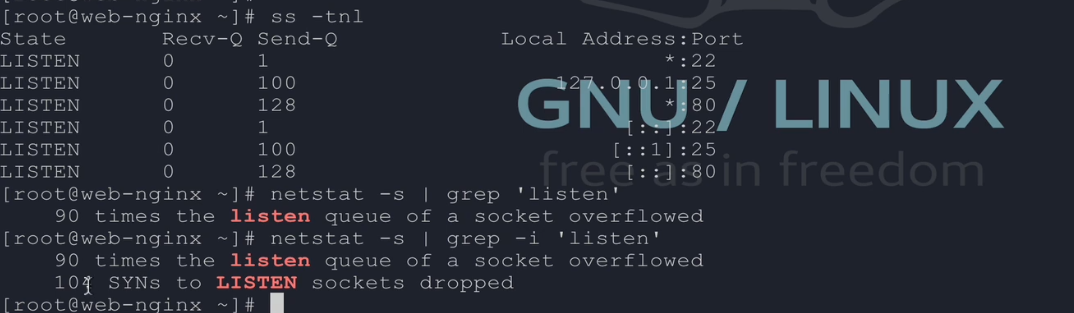 [root@web-nginx ~]# ss -tnl
State Recv-Q Send-Q Local Address:Port
LISTEN 0 1 *:22
LISTEN 0 100 127.0.0.1:25
LISTEN 0 128 *:80
LISTEN 0 1 [::]:22
LISTEN 0 100 [::1]:25
LISTEN 0 128 [::]:80
GNU / LINUX
free as in freedom
[root@web-nginx ~]# netstat -s | grep 'listen'
90 times the listen queue of a socket overflowed
[root@web-nginx ~]# netstat -s | grep -i 'listen'
90 times the listen queue of a socket overflowed
SYNs to LISTEN sockets dropped
[root@web-nginx ~]#